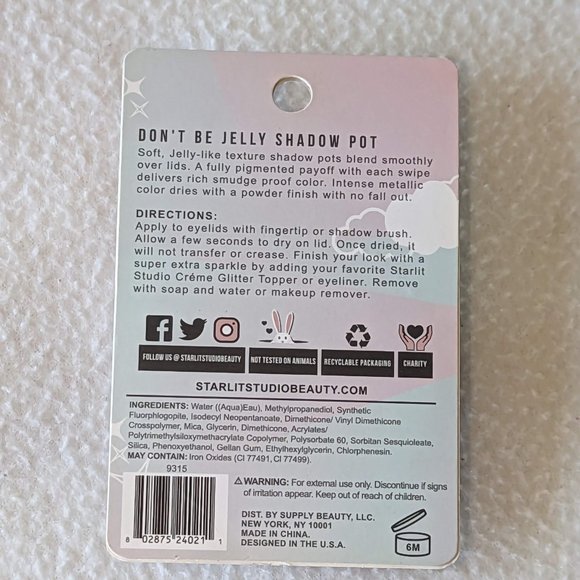 DON'T BE JELLY SHADOW POT
Soft, Jelly-like texture shadow pots blend smoothly
over lids. A fully pigmented payoff with each swipe
delivers rich smudge proof color. Intense metallic
color dries with a powder finish with no fall out.
DIRECTIONS:
Apply to eyelids with fingertip or shadow brush.
Allow a few seconds to dry on lid. Once dried, it
will not transfer or crease. Finish your look with a
super extra sparkle by adding your favorite Starlit
Studio Créme Glitter Topper or eyeliner. Remove
with soap and water or makeup remover.
FOLLOW US @ STARLITSTUDIOBEAUTY
NOT TESTED ON ANIMALS
RECYCLABLE PACKAGING
CHARITY
STARLITSTUDIOBEAUTY.COM
INGREDIENTS: Water ((Aqua)Eau), Methylpropanediol, Synthetic
Fluorphlogopite, Isodecyl Neopentanoate, Dimethicone/ Vinyl Dimethicone
Crosspolymer, Mica, Glycerin, Dimethicone, Acrylates/
Polytrimethylsiloxymethacrylate Copolymer, Polysorbate 60, Sorbitan Sesquioleate,
Silica, Phenoxyethanol, Gellan Gum, Ethylhexylglycerin, Chlorphenesin.
MAY CONTAIN: Iron Oxides (CI 77491, CI 77499).
9315
8 02875 24021 1
WARNING: For external use only. Discontinue if signs
of irritation appear. Keep out of reach of children.
DIST. BY SUPPLY BEAUTY, LLC.
NEW YORK, NY 10001
MADE IN CHINA.
DESIGNED IN THE U.S.A.
6M